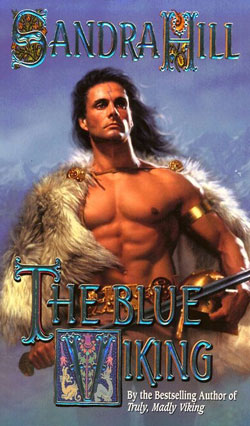 SANDRA HILL
THE BLUE
VIKING
By the Bestselling Author of
Truly, Madly Viking